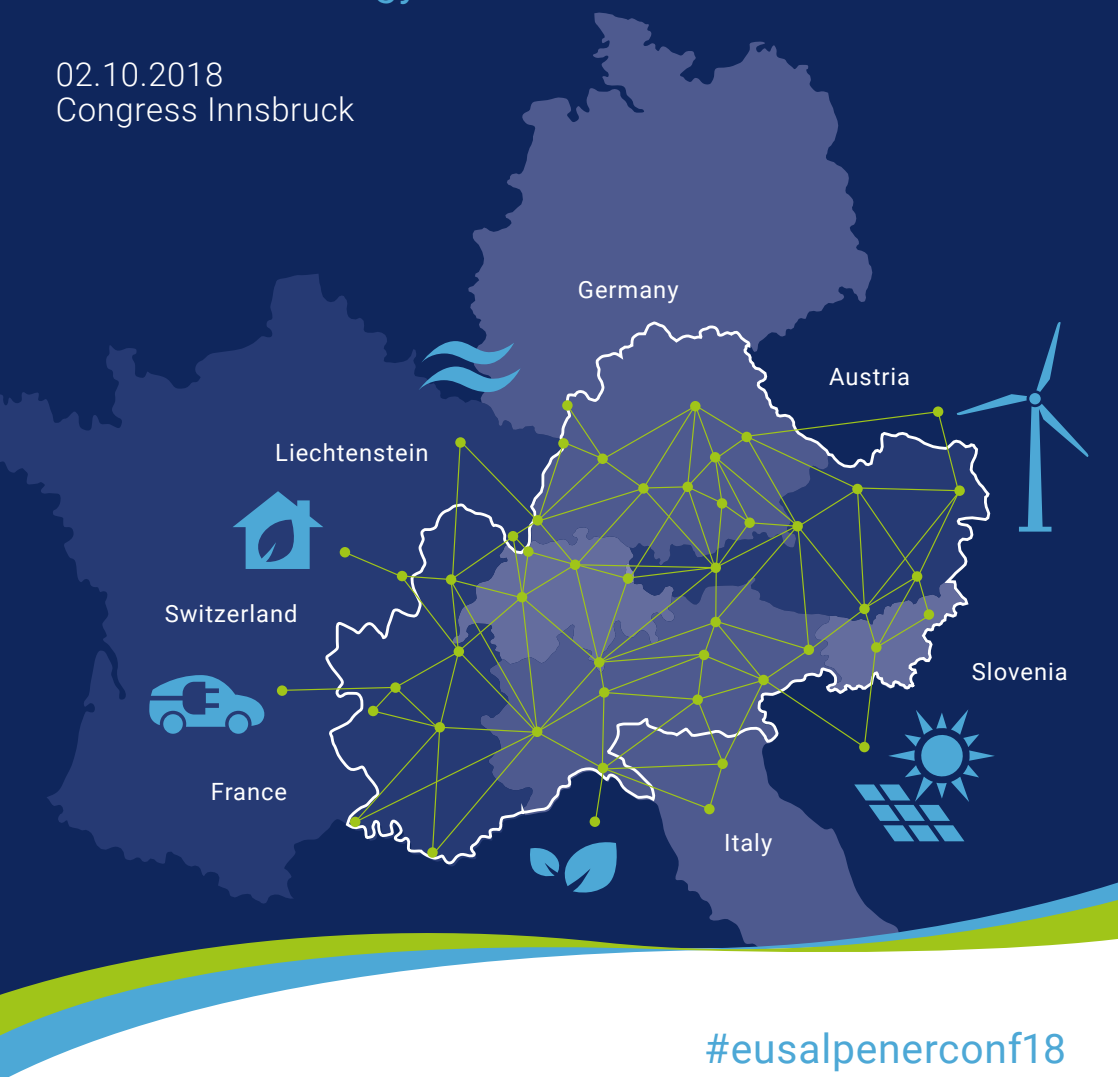 02.10.2018
Congress Innsbruck
Germany
Austria
Liechtenstein
Switzerland
Slovenia
France
Italy
#eusalpenerconf18